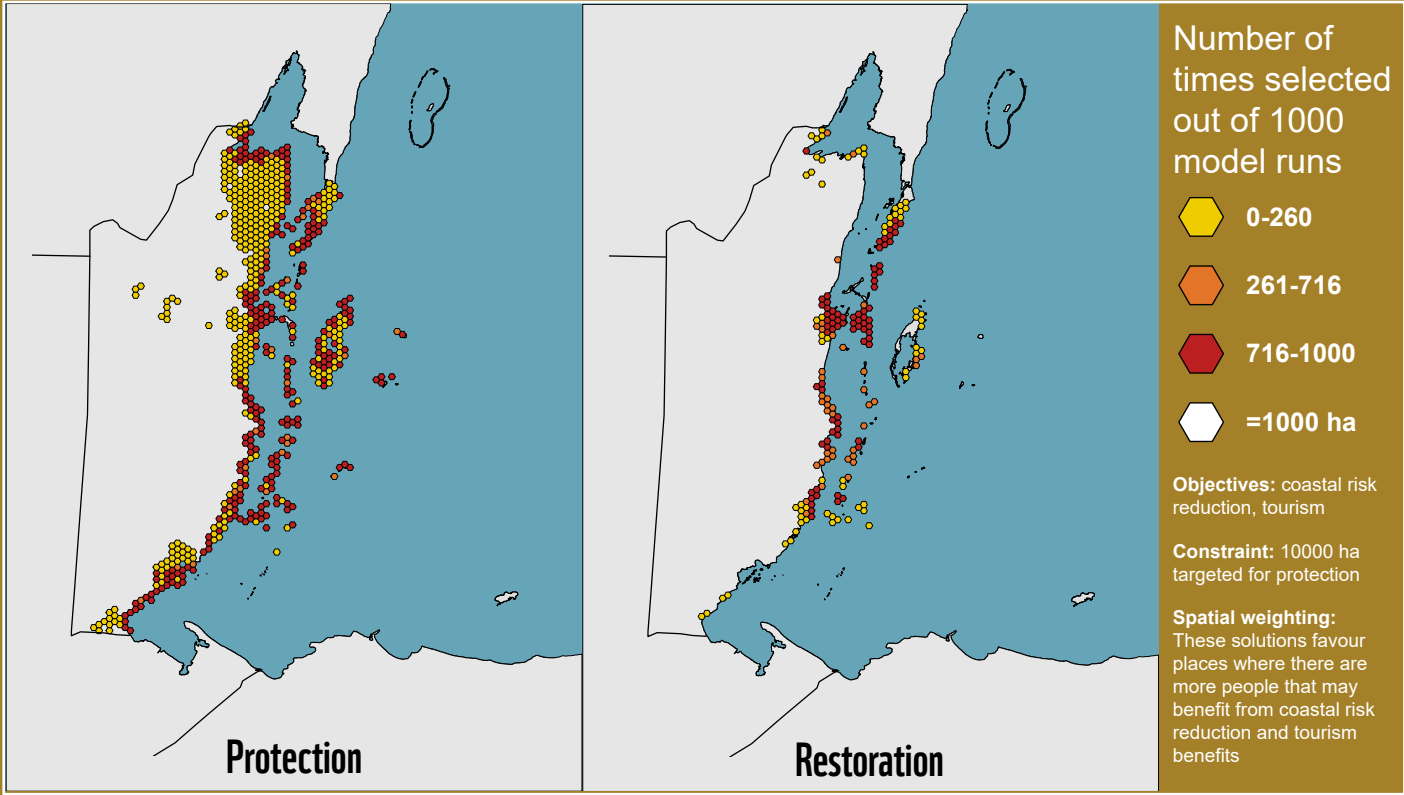 Number of
times selected
out of 1000
model runs
0-260
261-716
716-1000
=1000 ha
Objectives: coastal risk
reduction, tourism
Constraint: 10000 ha
targeted for protection
Spatial weighting:
These solutions favour
places where there are
more people that may
benefit from coastal risk
reduction and tourism
benefits
Protection
Restoration